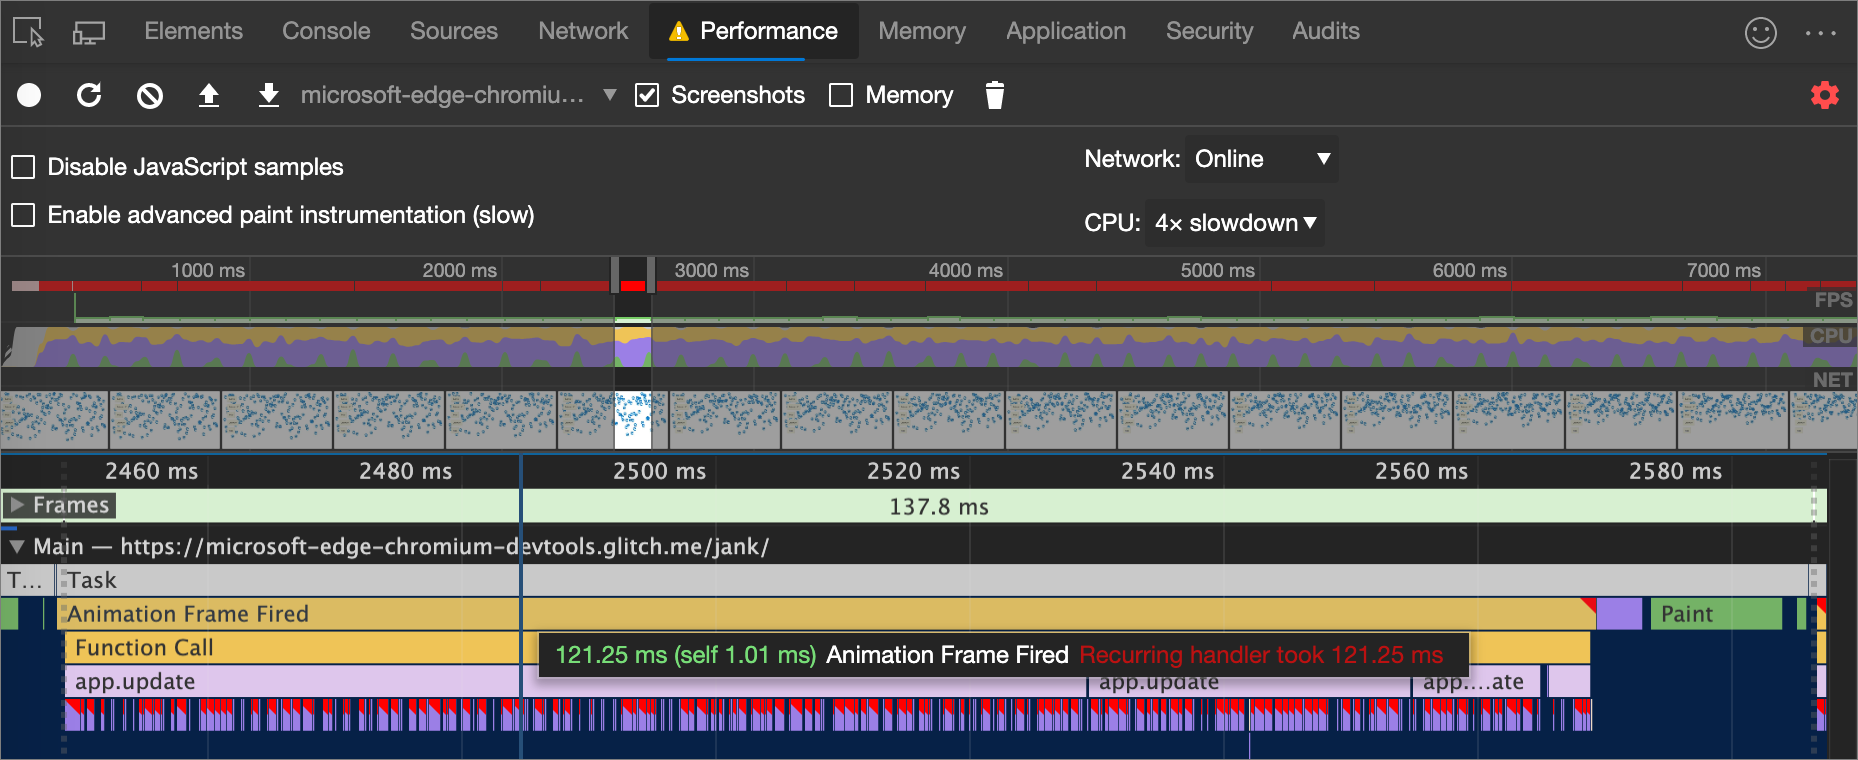 Elements Console Sources Network Performance Memory Application Security Audits
microsoft-edge-chromiu... Screenshots Memory
Disable JavaScript samples
Network: Online
Enable advanced paint instrumentation (slow)
CPU: 4× slowdown
1000 ms 2000 ms 3000 ms 4000 ms 5000 ms 6000 ms 7000 ms
FPS
CPU
NET
2460 ms 2480 ms 2500 ms 2520 ms 2540 ms 2560 ms 2580 ms
Frames 137.8 ms
Main — https://microsoft-edge-chromium-devtools.glitch.me/jank/
T... Task
Animation Frame Fired Paint
Function Call
121.25 ms (self 1.01 ms) Animation Frame Fired Recurring handler took 121.25 ms
app.update app.update app....ate